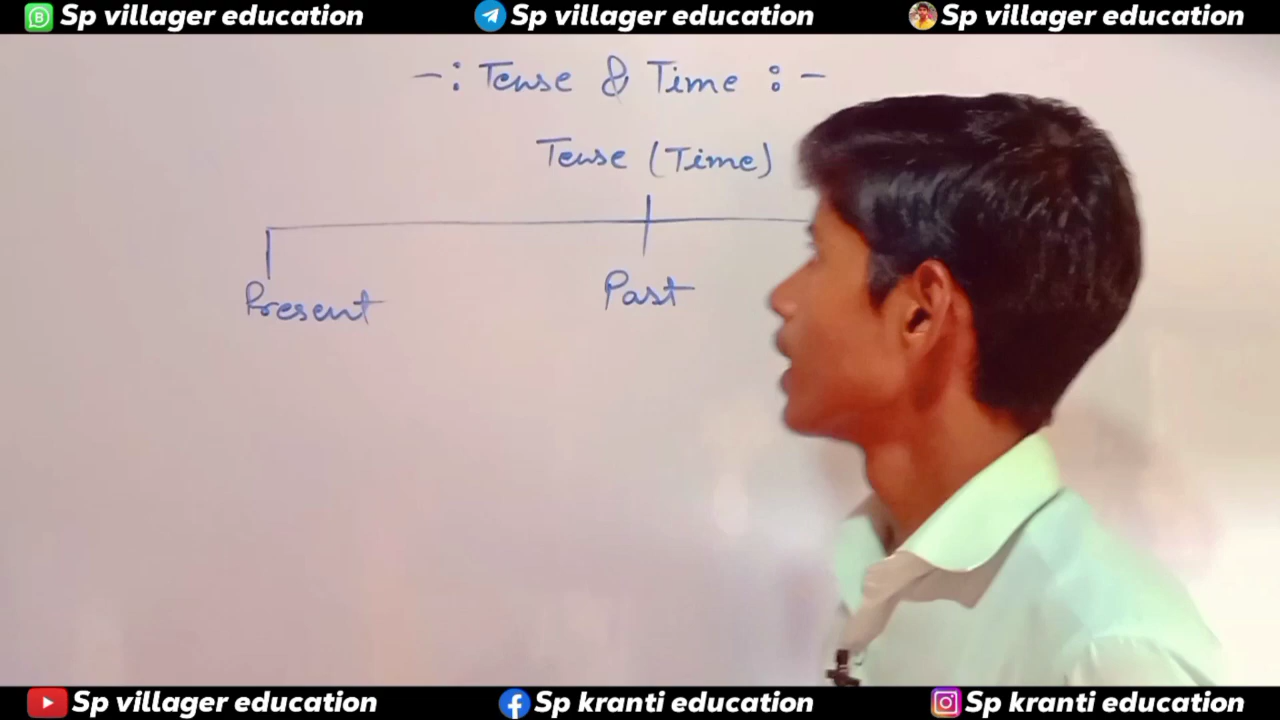 Sp villager education Sp villager education Sp villager education
-: Tense & Time :-
Tense (Time)
Present Past
Sp villager education Sp kranti education Sp kranti education